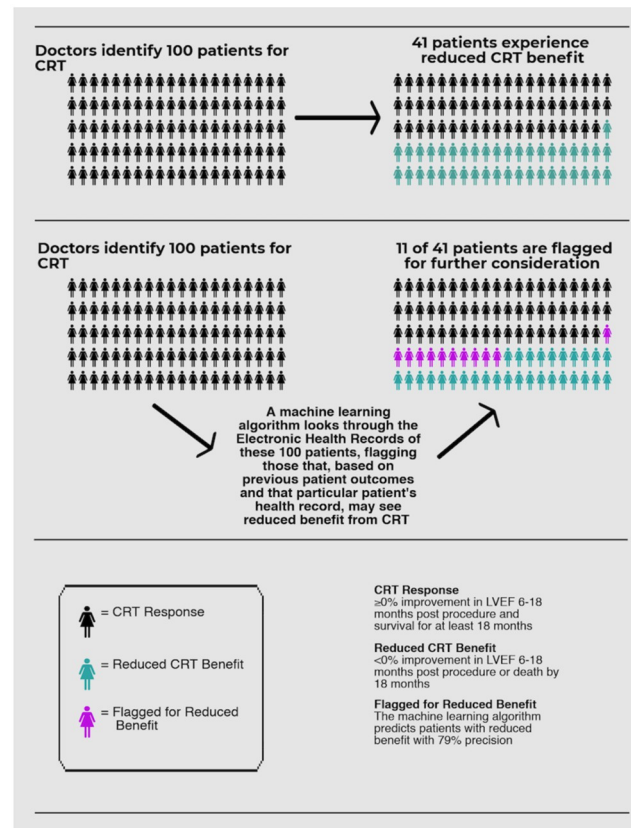 Doctors identify 100 patients for
CRT
41 patients experience
reduced CRT benefit
Doctors identify 100 patients for
CRT
11 of 41 patients are flagged
for further consideration
A machine learning
algorithm looks through the
Electronic Health Records of
these 100 patients, flagging
those that, based on
previous patient outcomes
and that particular patient's
health record, may see
reduced benefit from CRT
= CRT Response
= Reduced CRT Benefit
= Flagged for Reduced
Benefit
CRT Response
≥0% improvement in LVEF 6-18
months post procedure and
survival for at least 18 months
Reduced CRT Benefit
<0% improvement in LVEF 6-18
months post procedure or death by
18 months
Flagged for Reduced Benefit
The machine learning algorithm
predicts patients with reduced
benefit with 79% precision